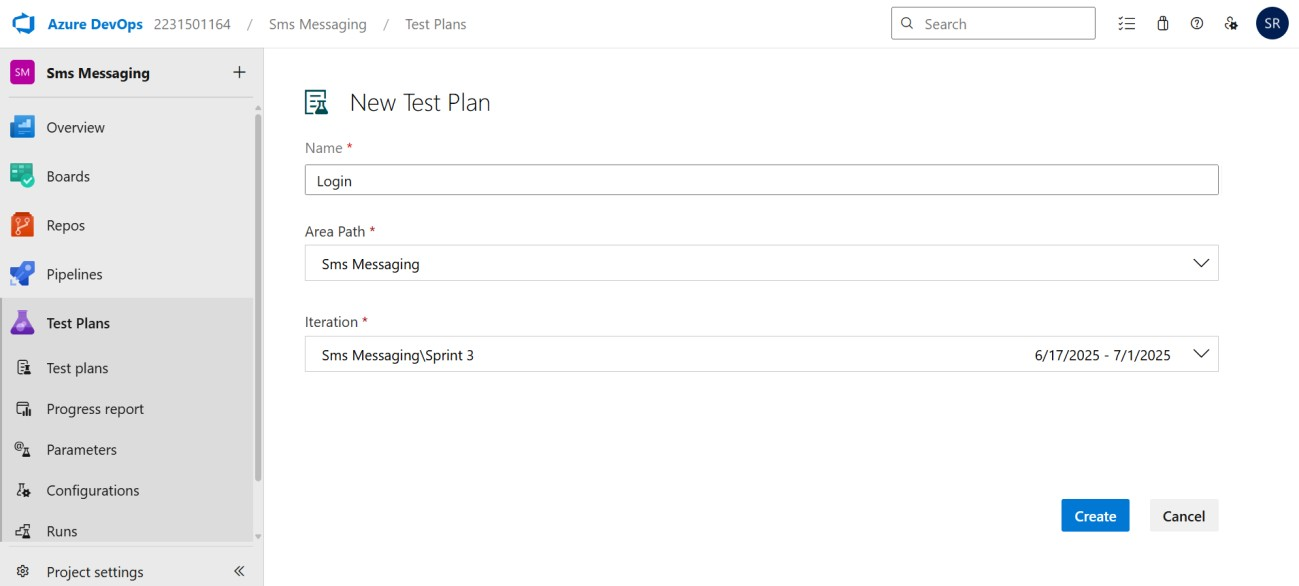 Azure DevOps 2231501164 / Sms Messaging / Test Plans
Search
SR
SM Sms Messaging +
Overview
Boards
Repos
Pipelines
Test Plans
Test plans
Progress report
Parameters
Configurations
Runs
Project settings
New Test Plan
Name *
Login
Area Path *
Sms Messaging
Iteration *
Sms Messaging\Sprint 3 6/17/2025 - 7/1/2025
Create Cancel